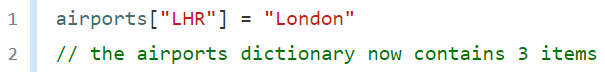 1 airports["LHR"] = "London"
2 // the airports dictionary now contains 3 items